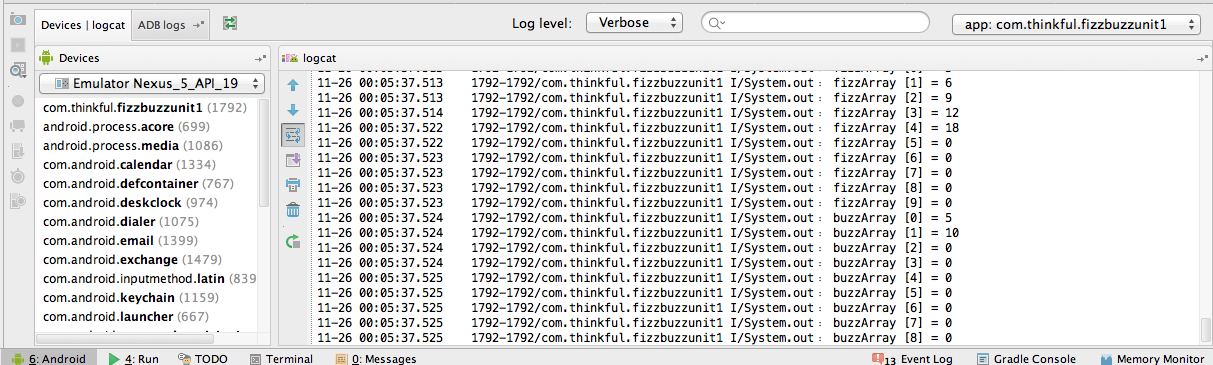 Devices | logcat
ADB logs
Log level:
Verbose
app: com.thinkful.fizzbuzzunit1
Devices
logcat
Emulator Nexus_5_API_19
com.thinkful.fizzbuzzunit1 (1792)
android.process.acore (699)
android.process.media (1086)
com.android.calendar (1334)
com.android.defcontainer (767)
com.android.deskclock (974)
com.android.dialer (1075)
com.android.email (1399)
com.android.exchange (1479)
com.android.inputmethod.latin (839
com.android.keychain (1159)
com.android.launcher (667)
11-26 00:05:37.513 1792-1792/com.thinkful.fizzbuzzunit1 I/System.out: fizzArray [1] = 6
11-26 00:05:37.513 1792-1792/com.thinkful.fizzbuzzunit1 I/System.out: fizzArray [2] = 9
11-26 00:05:37.514 1792-1792/com.thinkful.fizzbuzzunit1 I/System.out: fizzArray [3] = 12
11-26 00:05:37.522 1792-1792/com.thinkful.fizzbuzzunit1 I/System.out: fizzArray [4] = 18
11-26 00:05:37.522 1792-1792/com.thinkful.fizzbuzzunit1 I/System.out: fizzArray [5] = 0
11-26 00:05:37.523 1792-1792/com.thinkful.fizzbuzzunit1 I/System.out: fizzArray [6] = 0
11-26 00:05:37.523 1792-1792/com.thinkful.fizzbuzzunit1 I/System.out: fizzArray [7] = 0
11-26 00:05:37.523 1792-1792/com.thinkful.fizzbuzzunit1 I/System.out: fizzArray [8] = 0
11-26 00:05:37.523 1792-1792/com.thinkful.fizzbuzzunit1 I/System.out: fizzArray [9] = 0
11-26 00:05:37.524 1792-1792/com.thinkful.fizzbuzzunit1 I/System.out: buzzArray [0] = 5
11-26 00:05:37.524 1792-1792/com.thinkful.fizzbuzzunit1 I/System.out: buzzArray [1] = 10
11-26 00:05:37.524 1792-1792/com.thinkful.fizzbuzzunit1 I/System.out: buzzArray [2] = 0
11-26 00:05:37.524 1792-1792/com.thinkful.fizzbuzzunit1 I/System.out: buzzArray [3] = 0
11-26 00:05:37.525 1792-1792/com.thinkful.fizzbuzzunit1 I/System.out: buzzArray [4] = 0
11-26 00:05:37.525 1792-1792/com.thinkful.fizzbuzzunit1 I/System.out: buzzArray [5] = 0
11-26 00:05:37.525 1792-1792/com.thinkful.fizzbuzzunit1 I/System.out: buzzArray [6] = 0
11-26 00:05:37.525 1792-1792/com.thinkful.fizzbuzzunit1 I/System.out: buzzArray [7] = 0
11-26 00:05:37.525 1792-1792/com.thinkful.fizzbuzzunit1 I/System.out: buzzArray [8] = 0
6: Android
4: Run
TODO
Terminal
0: Messages
13 Event Log
Gradle Console
Memory Monitor